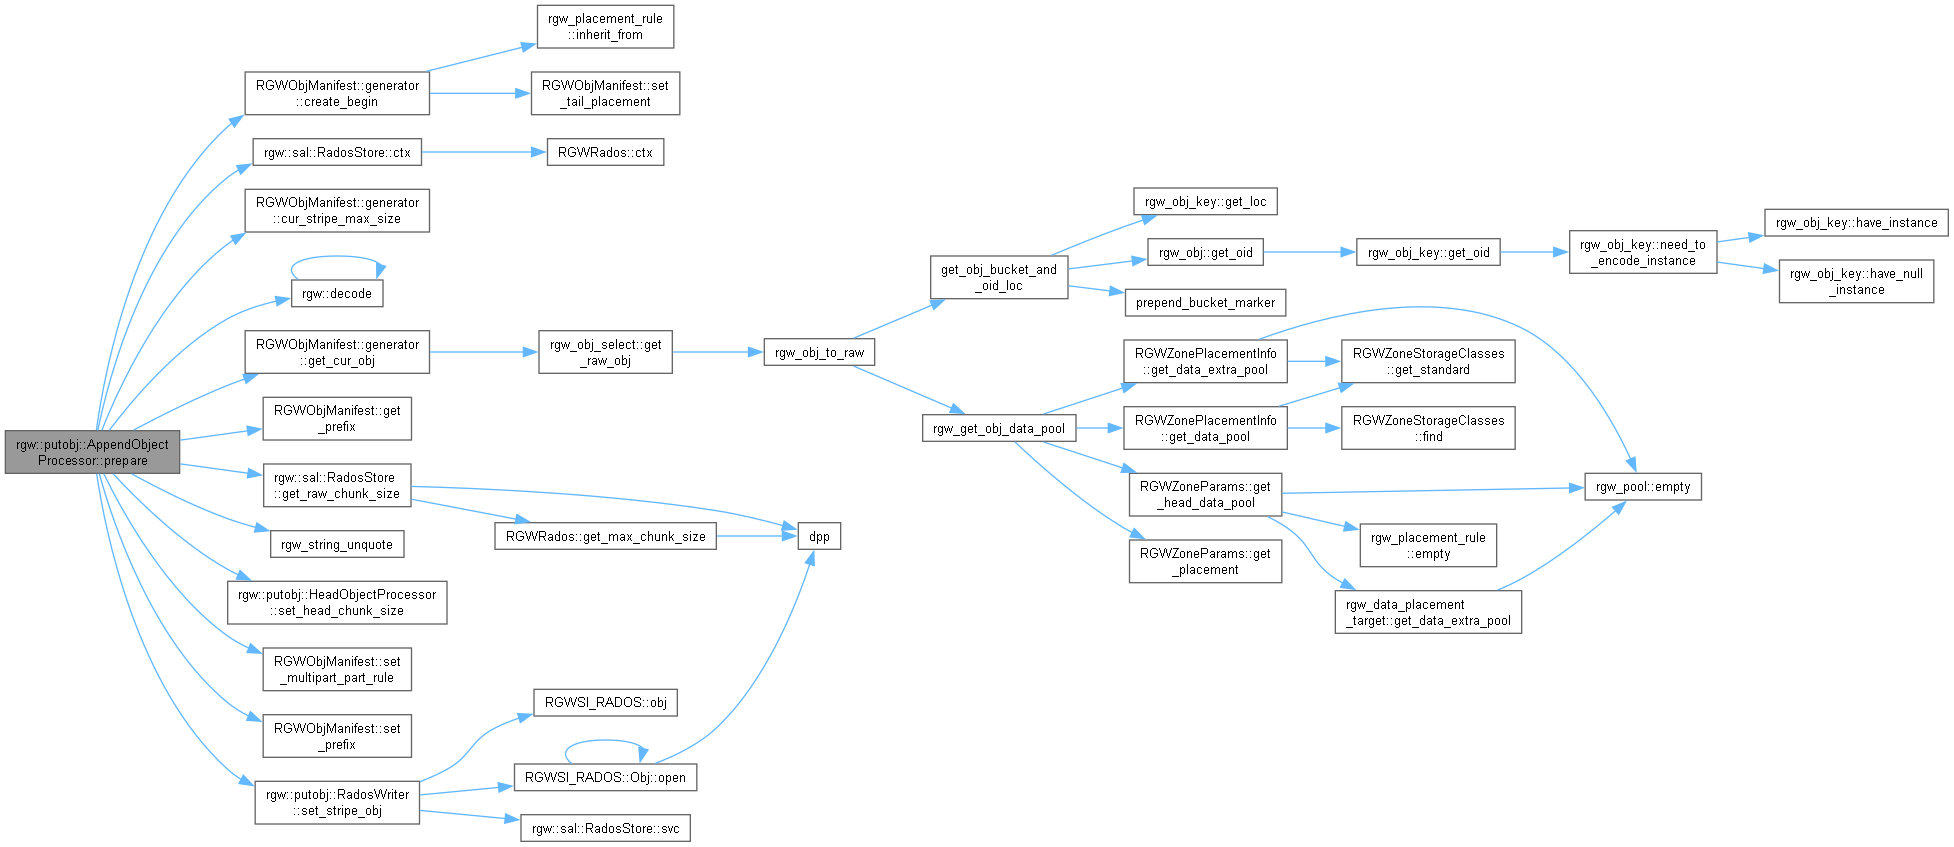 rgw::putobj::AppendObject
Processor::prepare
RGWObjManifest::generator
::create_begin
rgw_placement_rule
::inherit_from
RGWObjManifest::set
_tail_placement
rgw::sal::RadosStore::ctx
RGWRados::ctx
RGWObjManifest::generator
::cur_stripe_max_size
rgw::decode
RGWObjManifest::generator
::get_cur_obj
rgw_obj_select::get
_raw_obj
rgw_obj_to_raw
get_obj_bucket_and
_oid_loc
rgw_obj_key::get_loc
rgw_obj::get_oid
rgw_obj_key::get_oid
rgw_obj_key::need_to
_encode_instance
rgw_obj_key::have_instance
rgw_obj_key::have_null
_instance
prepend_bucket_marker
rgw_get_obj_data_pool
RGWZonePlacementInfo
::get_data_extra_pool
RGWZoneStorageClasses
::get_standard
RGWZonePlacementInfo
::get_data_pool
RGWZoneStorageClasses
::find
RGWZoneParams::get
_head_data_pool
rgw_pool::empty
rgw_placement_rule
::empty
rgw_data_placement
_target::get_data_extra_pool
RGWZoneParams::get
_placement
RGWObjManifest::get
_prefix
rgw::sal::RadosStore
::get_raw_chunk_size
RGWRados::get_max_chunk_size
dpp
rgw_string_unquote
rgw::putobj::HeadObjectProcessor
::set_head_chunk_size
RGWObjManifest::set
_multipart_part_rule
RGWObjManifest::set
_prefix
rgw::putobj::RadosWriter
::set_stripe_obj
RGWSI_RADOS::obj
RGWSI_RADOS::Obj::open
rgw::sal::RadosStore::svc